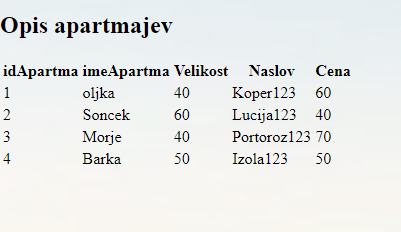 Opis apartmajev
idApartma imeApartma Velikost Naslov Cena
1 oljka 40 Koper123 60
2 Soncek 60 Lucija123 40
3 Morje 40 Portoroz123 70
4 Barka 50 Izola123 50